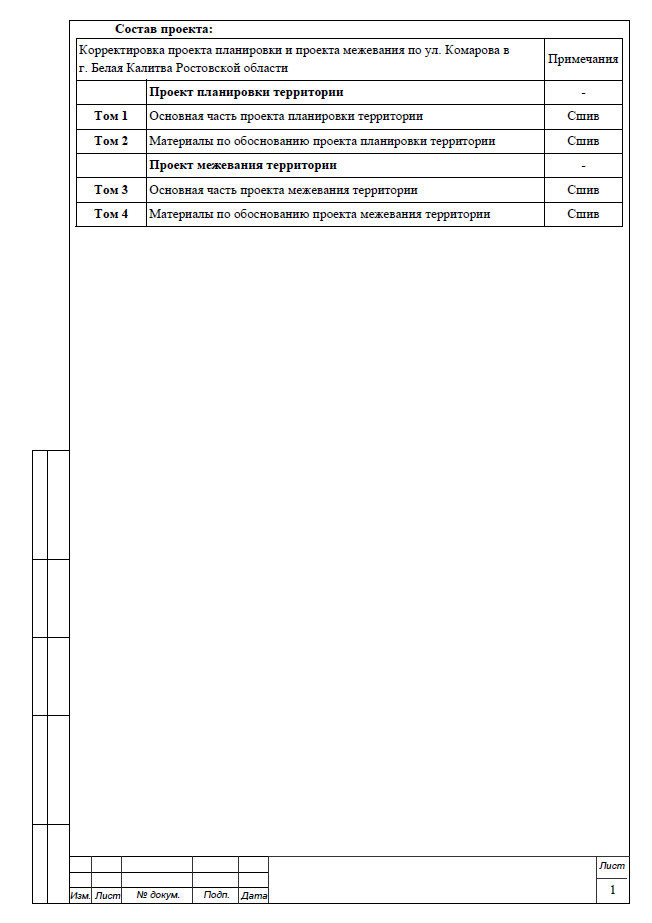 Состав проекта:
Корректировка проекта планировки и проекта межевания по ул. Комарова в
г. Белая Калитва Ростовской области
Примечания
Проект планировки территории -
Том 1 Основная часть проекта планировки территории Сшив
Том 2 Материалы по обоснованию проекта планировки территории Сшив
Проект межевания территории -
Том 3 Основная часть проекта межевания территории Сшив
Том 4 Материалы по обоснованию проекта межевания территории Сшив
Лист
1
Изм. Лист № докум. Подп. Дата